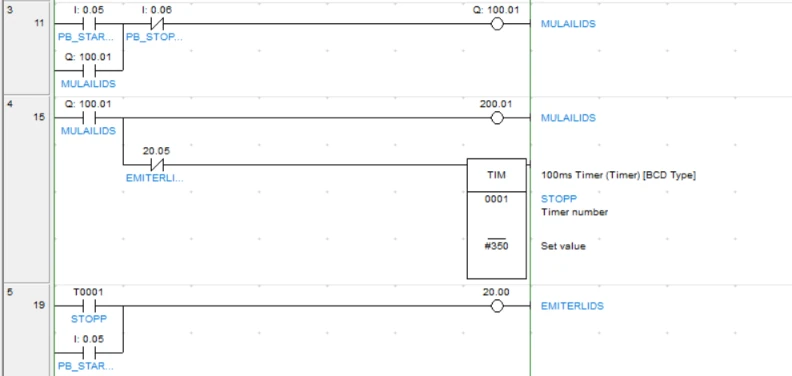 3
11
I: 0.05
I: 0.06
Q: 100.01
MULAILIDS
PB_STAR...
PB_STOP...
Q: 100.01
MULAILIDS
4
15
Q: 100.01
200.01
MULAILIDS
MULAILIDS
20.05
EMITERLI...
TIM
100ms Timer (Timer) [BCD Type]
0001
STOPP
Timer number
#350
Set value
5
19
T0001
20.00
EMITERLIDS
STOPP
I: 0.05
PB_STAR...